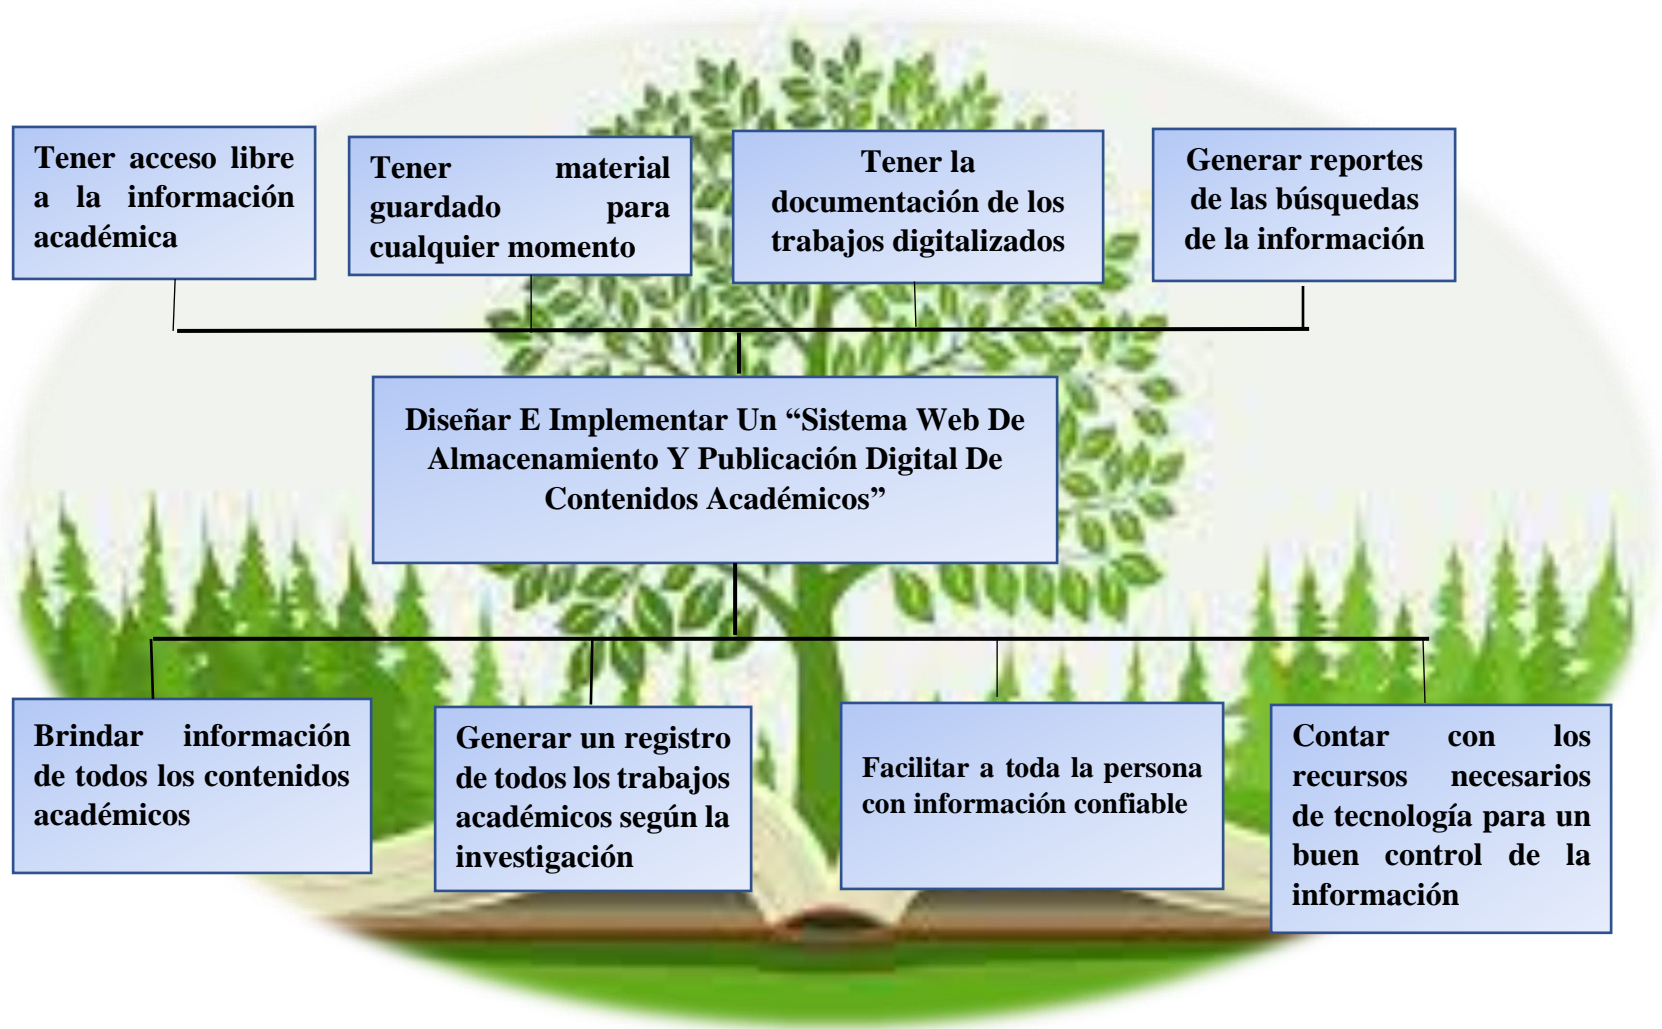 Tener acceso libre
a la información
académica
Tener material
guardado para
cualquier momento
Tener la
documentación de los
trabajos digitalizados
Generar reportes
de las búsquedas
de la información
Diseñar E Implementar Un “Sistema Web De
Almacenamiento Y Publicación Digital De
Contenidos Académicos”
Brindar información
de todos los contenidos
académicos
Generar un registro
de todos los trabajos
académicos según la
investigación
Facilitar a toda la persona
con información confiable
Contar con los
recursos necesarios
de tecnología para un
buen control de la
información